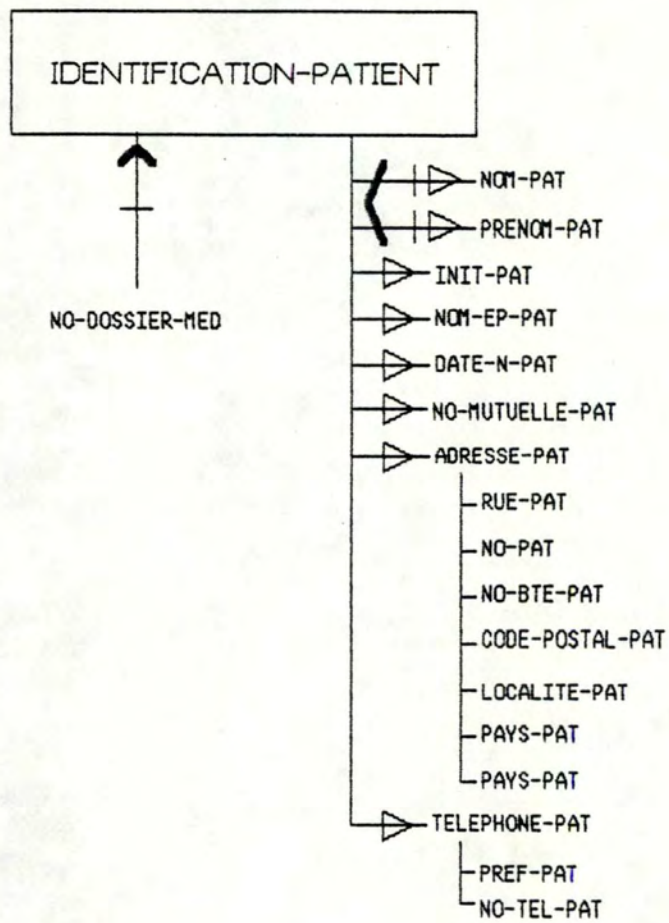 IDENTIFICATION-PATIENT
NOM-PAT
PRENOM-PAT
INIT-PAT
NO-DOSSIER-MED
NOM-EP-PAT
DATE-N-PAT
NO-MUTUELLE-PAT
ADRESSE-PAT
RUE-PAT
NO-PAT
NO-BTE-PAT
CODE-POSTAL-PAT
LOCALITE-PAT
PAYS-PAT
PAYS-PAT
TELEPHONE-PAT
PREF-PAT
NO-TEL-PAT